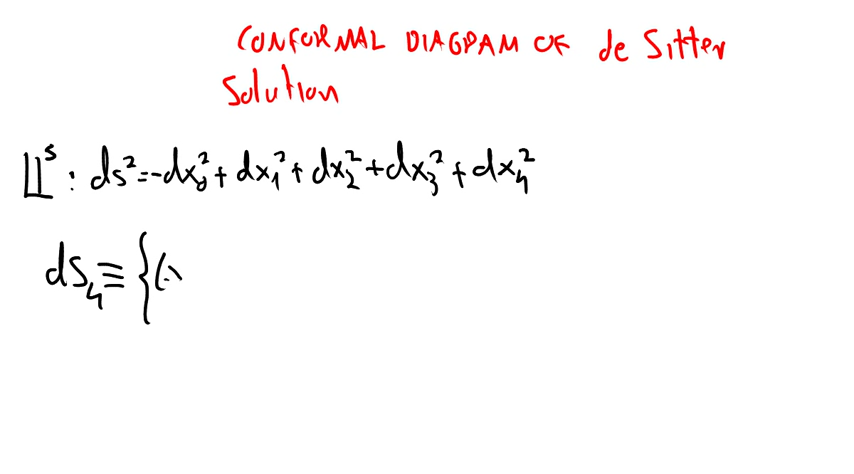 CONFORMAL DIAGRAM OF de Sitter
Solution
𝕃⁵ : ds² = -dx₀² + dx₁² + dx₂² + dx₃² + dx₄²
dS₄ ≡ {(